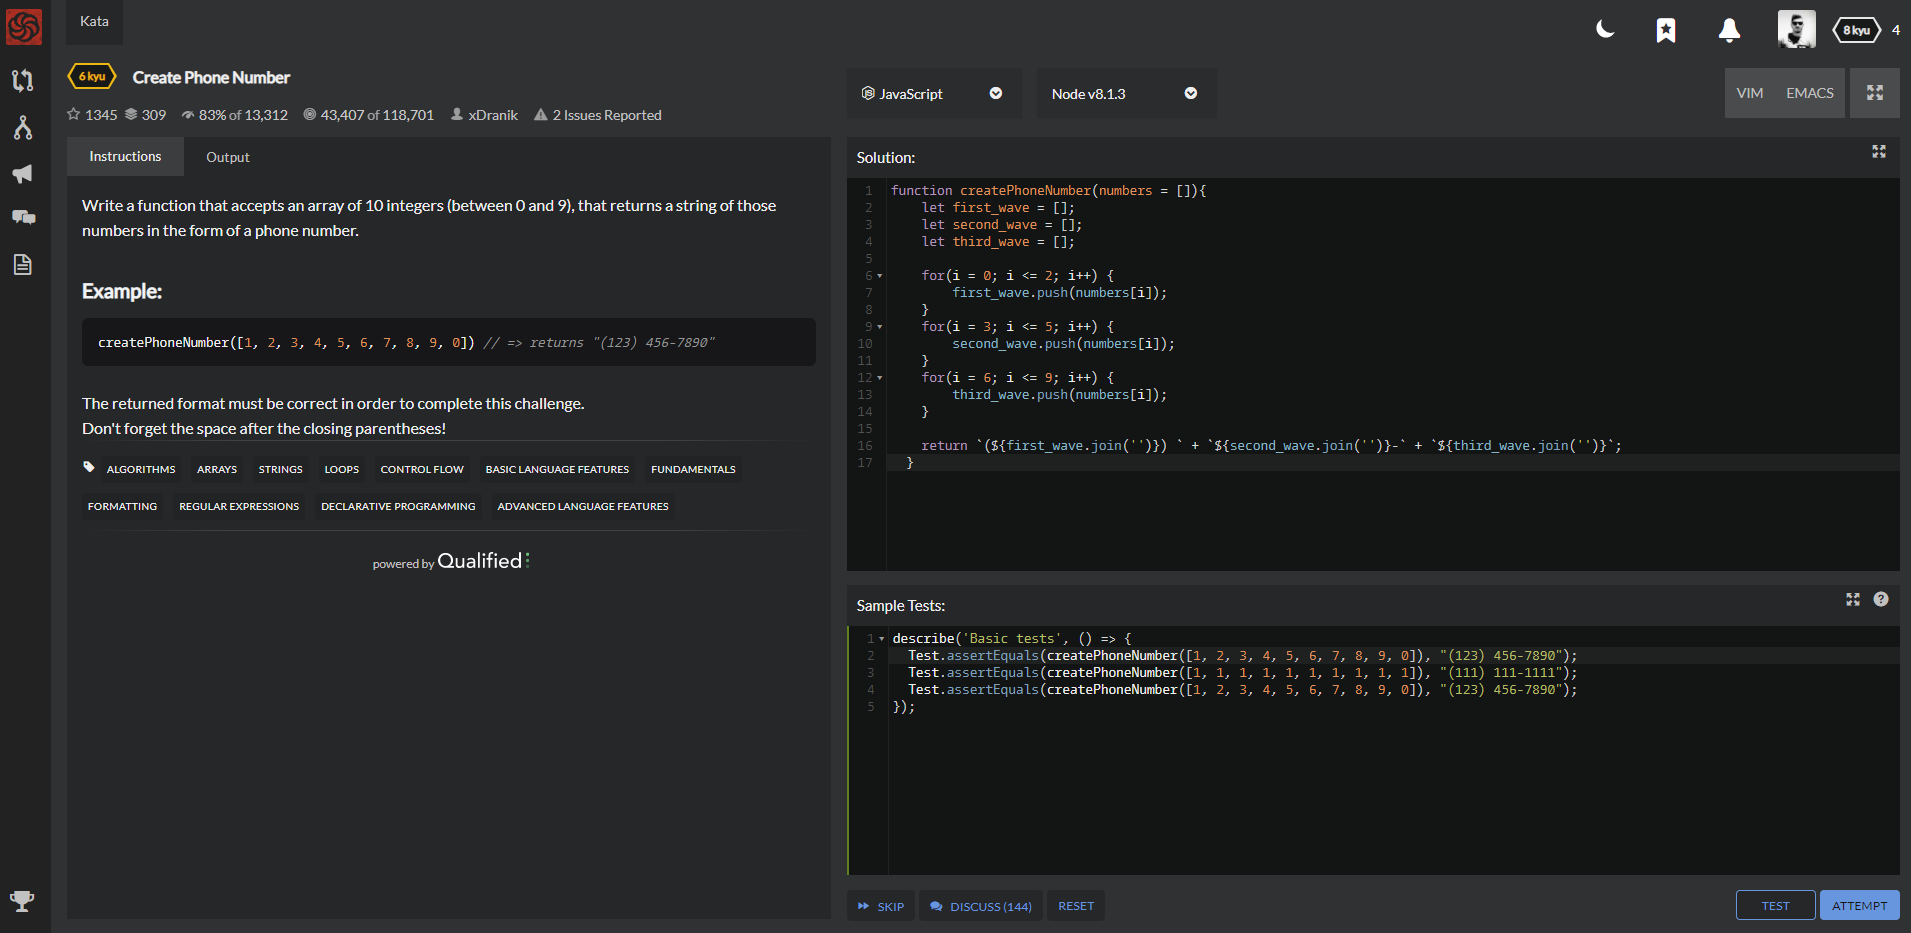 Kata
8 kyu 4
6 kyu Create Phone Number
1345 309 83% of 13,312 43,407 of 118,701 xDranik 2 Issues Reported
JavaScript Node v8.1.3 VIM EMACS
Instructions Output
Write a function that accepts an array of 10 integers (between 0 and 9), that returns a string of those
numbers in the form of a phone number.
Example:
createPhoneNumber([1, 2, 3, 4, 5, 6, 7, 8, 9, 0]) // => returns "(123) 456-7890"
The returned format must be correct in order to complete this challenge.
Don't forget the space after the closing parentheses!
ALGORITHMS ARRAYS STRINGS LOOPS CONTROL FLOW BASIC LANGUAGE FEATURES FUNDAMENTALS
FORMATTING REGULAR EXPRESSIONS DECLARATIVE PROGRAMMING ADVANCED LANGUAGE FEATURES
powered by Qualified
Solution:
1 function createPhoneNumber(numbers = []){
2 let first_wave = [];
3 let second_wave = [];
4 let third_wave = [];
5
6 for(i = 0; i <= 2; i++) {
7 first_wave.push(numbers[i]);
8 }
9 for(i = 3; i <= 5; i++) {
10 second_wave.push(numbers[i]);
11 }
12 for(i = 6; i <= 9; i++) {
13 third_wave.push(numbers[i]);
14 }
15
16 return `(${first_wave.join('')}) ` + `${second_wave.join('')}-` + `${third_wave.join('')}`;
17 }
Sample Tests:
1 describe('Basic tests', () => {
2 Test.assertEquals(createPhoneNumber([1, 2, 3, 4, 5, 6, 7, 8, 9, 0]), "(123) 456-7890");
3 Test.assertEquals(createPhoneNumber([1, 1, 1, 1, 1, 1, 1, 1, 1, 1]), "(111) 111-1111");
4 Test.assertEquals(createPhoneNumber([1, 2, 3, 4, 5, 6, 7, 8, 9, 0]), "(123) 456-7890");
5 });
SKIP DISCUSS (144) RESET TEST ATTEMPT